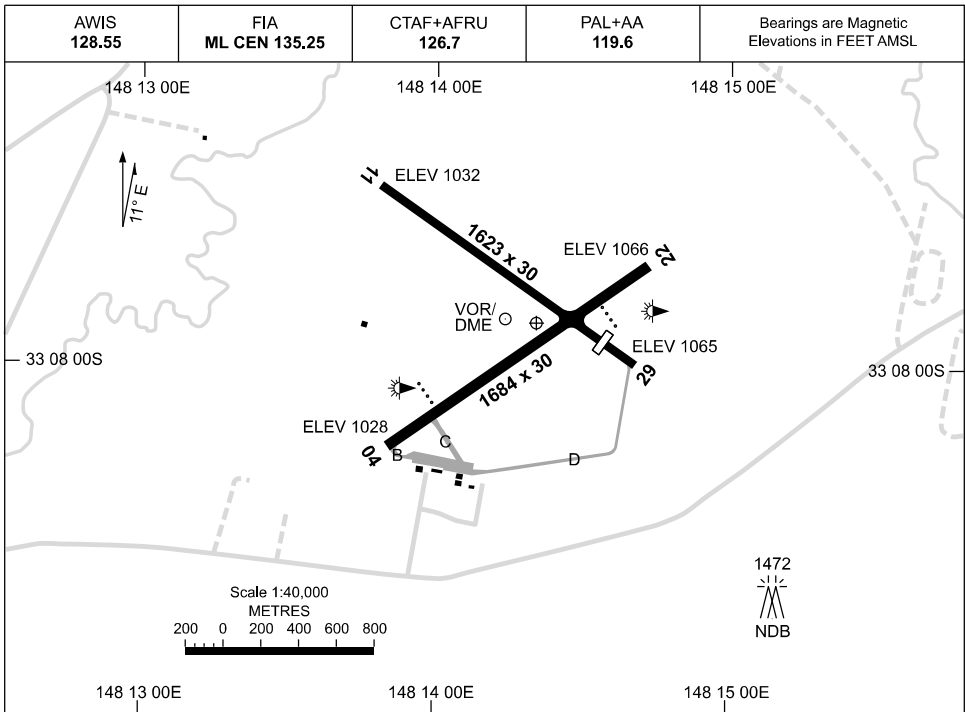 AWIS
128.55
FIA
ML CEN 135.25
CTAF+AFRU
126.7
PAL+AA
119.6
Bearings are Magnetic
Elevations in FEET AMSL
148 13 00E
148 14 00E
148 15 00E
11° E
11
ELEV 1032
1623 x 30
ELEV 1066
22
VOR/
DME
ELEV 1065
29
33 08 00S
33 08 00S
1684 x 30
ELEV 1028
04
B
C
D
Scale 1:40,000
METRES
200 0 200 400 600 800
1472
NDB
148 13 00E
148 14 00E
148 15 00E